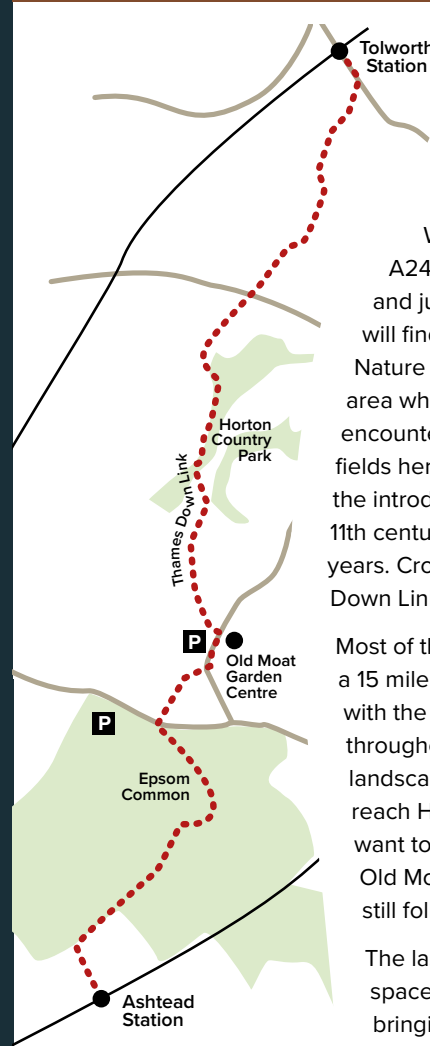 Tolworth
Station
A24
and ju
will find
Nature
area wh
encounte
fields her
the introd
11th centu
years. Cro
Down Lin
Horton
Country
Park
Thames Down Link
P
Old Moat
Garden
Centre
P
Epsom
Common
Most of th
a 15 mile
with the
througho
landsca
reach H
want to
Old Mo
still fol
The la
space
bringi
Ashtead
Station